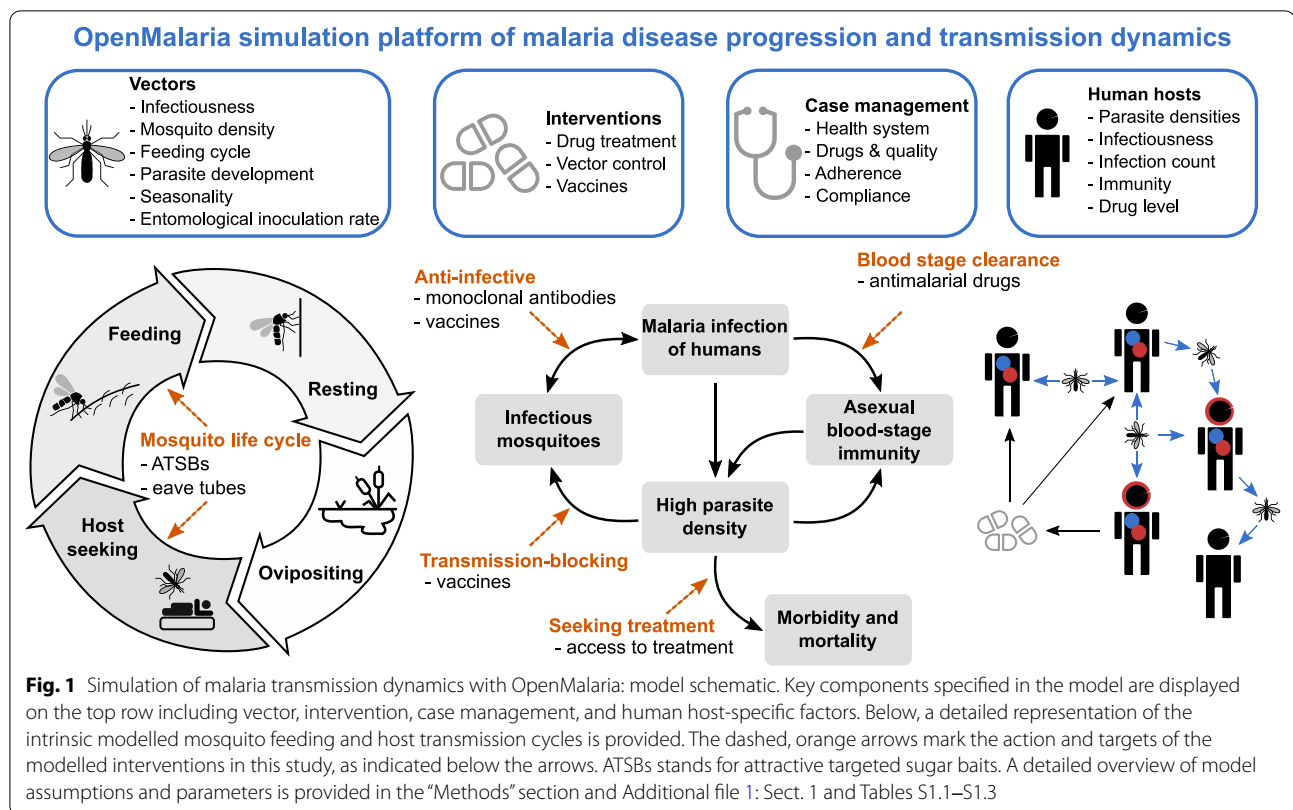 OpenMalaria simulation platform of malaria disease progression and transmission dynamics
Vectors
- Infectiousness
- Mosquito density
- Feeding cycle
- Parasite development
- Seasonality
- Entomological inoculation rate
Interventions
- Drug treatment
- Vector control
- Vaccines
Case management
- Health system
- Drugs & quality
- Adherence
- Compliance
Human hosts
- Parasite densities
- Infectiousness
- Infection count
- Immunity
- Drug level
Feeding
Resting
Mosquito life cycle
- ATSBs
- eave tubes
Host
seeking
Ovipositing
Anti-infective
- monoclonal antibodies
- vaccines
Blood stage clearance
- antimalarial drugs
Malaria infection
of humans
Infectious
mosquitoes
Asexual
blood-stage
immunity
High parasite
density
Transmission-blocking
- vaccines
Seeking treatment
- access to treatment
Morbidity and
mortality
Fig. 1 Simulation of malaria transmission dynamics with OpenMalaria: model schematic. Key components specified in the model are displayed
on the top row including vector, intervention, case management, and human host-specific factors. Below, a detailed representation of the
intrinsic modelled mosquito feeding and host transmission cycles is provided. The dashed, orange arrows mark the action and targets of the
modelled interventions in this study, as indicated below the arrows. ATSBs stands for attractive targeted sugar baits. A detailed overview of model
assumptions and parameters is provided in the “Methods” section and Additional file 1: Sect. 1 and Tables S1.1–S1.3